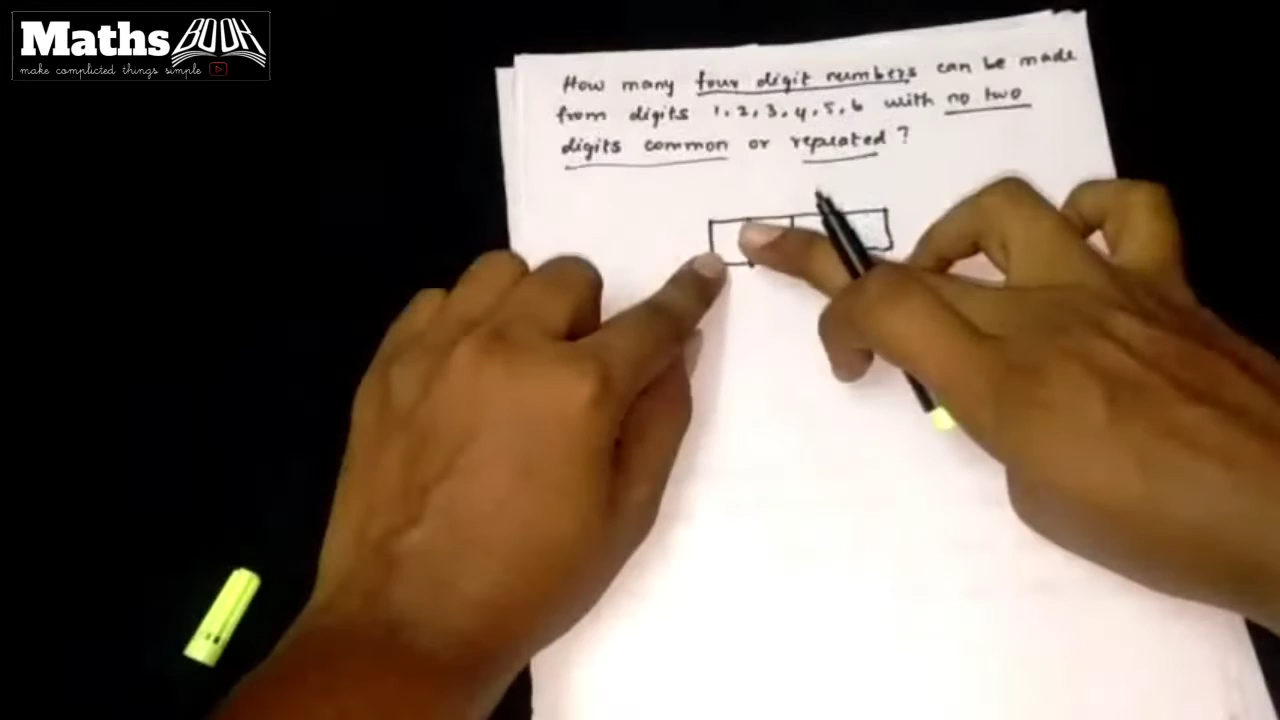 Maths BOOK
make complicted things simple
How many four digit numbers can be made
from digits 1, 2, 3, 4, 5, 6 with no two
digits common or repeated ?